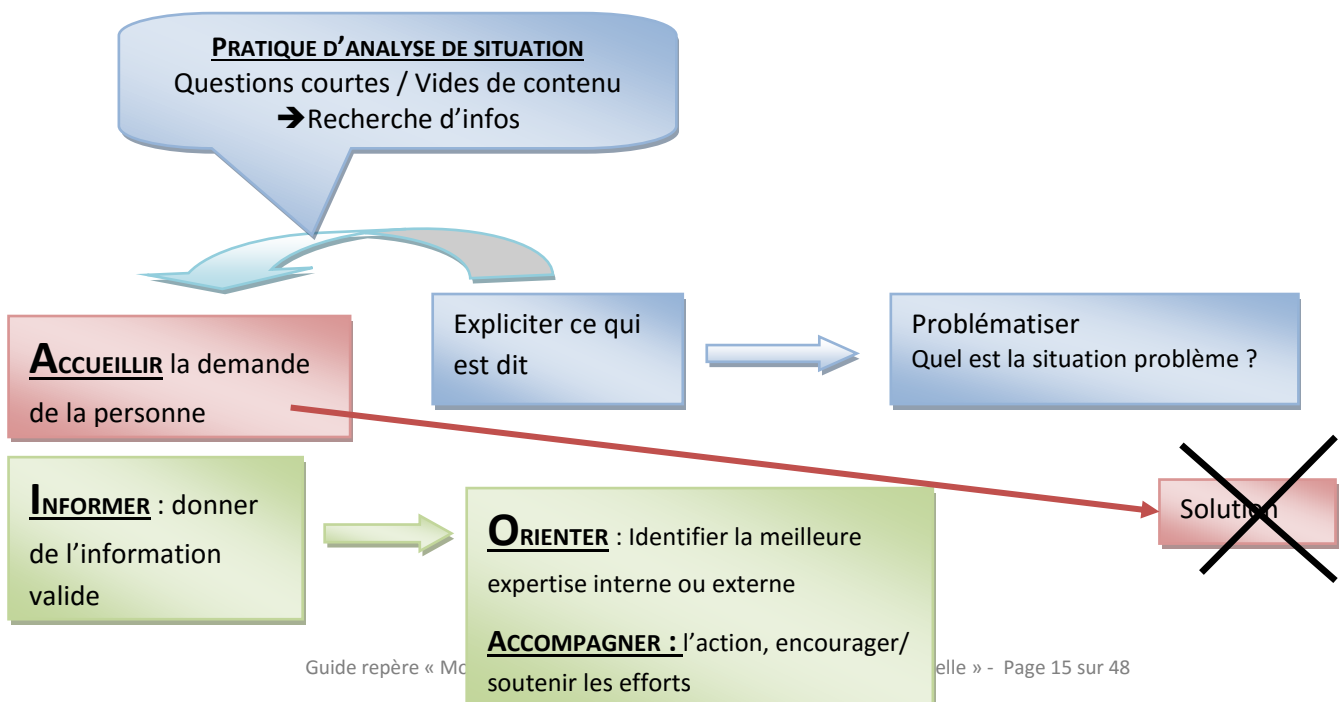 PRATIQUE D'ANALYSE DE SITUATION
Questions courtes / Vides de contenu
➔Recherche d'infos
ACCUEILLIR la demande
de la personne
Expliciter ce qui
est dit
Problématiser
Quel est la situation problème ?
Solution
INFORMER : donner
de l'information
valide
ORIENTER : Identifier la meilleure
expertise interne ou externe
ACCOMPAGNER : l'action, encourager/
soutenir les efforts
Guide repère « Mo
elle » - Page 15 sur 48